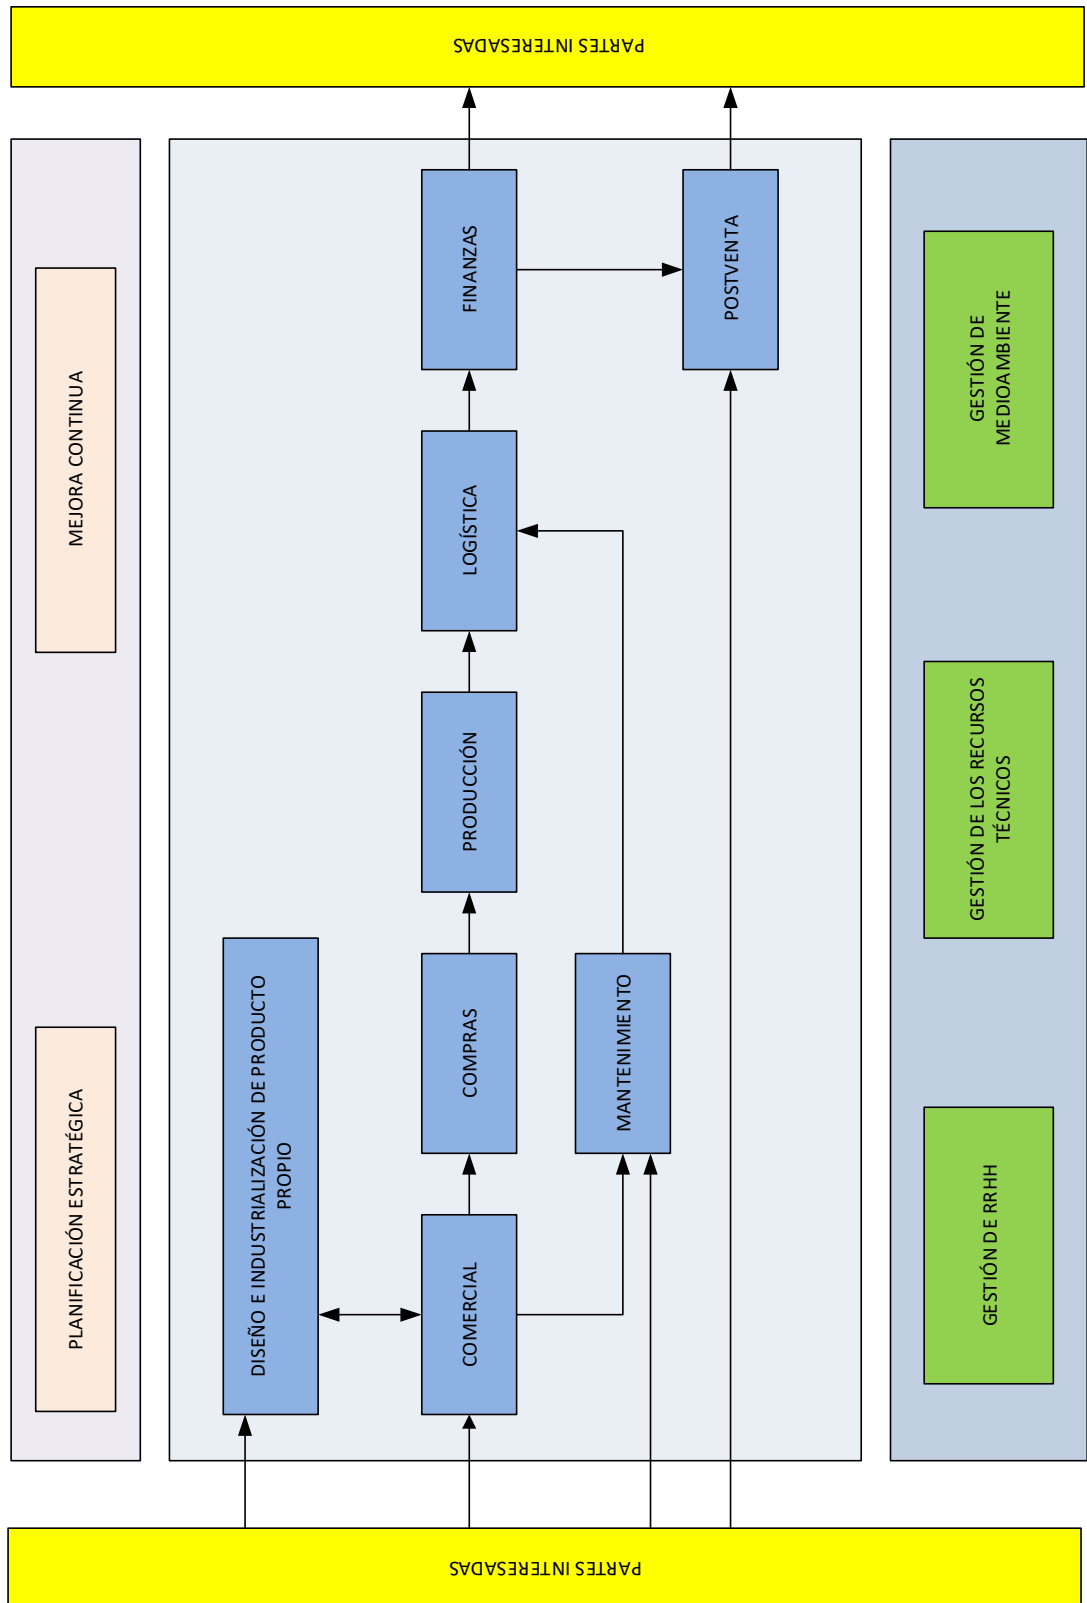 PARTES INTERESADAS
PLANIFICACIÓN ESTRATÉGICA
MEJORA CONTINUA
DISEÑO E INDUSTRIALIZACIÓN DE PRODUCTO
PROPIO
COMERCIAL
COMPRAS
PRODUCCIÓN
LOGÍSTICA
FINANZAS
MANTENIMIENTO
POSTVENTA
GESTIÓN DE RRHH
GESTIÓN DE LOS RECURSOS
TÉCNICOS
GESTIÓN DE
MEDIOAMBIENTE
PARTES INTERESADAS